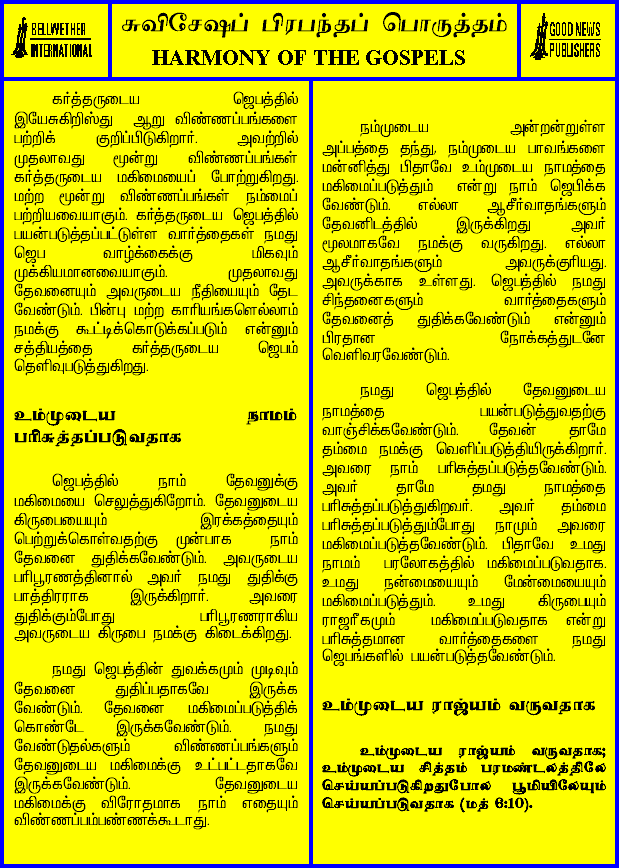 BELLWETHER
INTERNATIONAL
சுவிசேஷப் பிரபந்தப் பொருத்தம்
HARMONY OF THE GOSPELS
GOOD NEWS
PUBLISHERS
கர்த்தருடைய ஜெபத்தில்
இயேசுகிறிஸ்து ஆறு விண்ணப்பங்களை
பற்றிக் குறிப்பிடுகிறார். அவற்றில்
முதலாவது மூன்று விண்ணப்பங்கள்
கர்த்தருடைய மகிமையைப் போற்றுகிறது.
மற்ற மூன்று விண்ணப்பங்கள் நம்மைப்
பற்றியவையாகும். கர்த்தருடைய ஜெபத்தில்
பயன்படுத்தப்பட்டுள்ள வார்த்தைகள் நமது
ஜெப வாழ்க்கைக்கு மிகவும்
முக்கியமானவையாகும். முதலாவது
தேவனையும் அவருடைய நீதியையும் தேட
வேண்டும். பின்பு மற்ற காரியங்களெல்லாம்
நமக்கு கூட்டிக்கொடுக்கப்படும் என்னும்
சத்தியத்தை கர்த்தருடைய ஜெபம்
தெளிவுபடுத்துகிறது.
உம்முடைய நாமம்
பரிசுத்தப்படுவதாக
ஜெபத்தில் நாம் தேவனுக்கு
மகிமையை செலுத்துகிறோம். தேவனுடைய
கிருபையையும் இரக்கத்தையும்
பெற்றுக்கொள்வதற்கு முன்பாக நாம்
தேவனை துதிக்கவேண்டும். அவருடைய
பரிபூரணத்தினால் அவர் நமது துதிக்கு
பாத்திரராக இருக்கிறார். அவரை
துதிக்கும்போது பரிபூரணராகிய
அவருடைய கிருபை நமக்கு கிடைக்கிறது.
நமது ஜெபத்தின் துவக்கமும் முடிவும்
தேவனை துதிப்பதாகவே இருக்க
வேண்டும். தேவனை மகிமைப்படுத்திக்
கொண்டே இருக்கவேண்டும். நமது
வேண்டுதல்களும் விண்ணப்பங்களும்
தேவனுடைய மகிமைக்கு உட்பட்டதாகவே
இருக்கவேண்டும். தேவனுடைய
மகிமைக்கு விரோதமாக நாம் எதையும்
விண்ணப்பம்பண்ணக்கூடாது.
நம்முடைய அன்றன்றுள்ள
அப்பத்தை தந்து, நம்முடைய பாவங்களை
மன்னித்து பிதாவே உம்முடைய நாமத்தை
மகிமைப்படுத்தும் என்று நாம் ஜெபிக்க
வேண்டும். எல்லா ஆசீர்வாதங்களும்
தேவனிடத்தில் இருக்கிறது அவர்
மூலமாகவே நமக்கு வருகிறது. எல்லா
ஆசீர்வாதங்களும் அவருக்குரியது.
அவருக்காக உள்ளது. ஜெபத்தில் நமது
சிந்தனைகளும் வார்த்தைகளும்
தேவனைத் துதிக்கவேண்டும் என்னும்
பிரதான நோக்கத்துடனே
வெளிவரவேண்டும்.
நமது ஜெபத்தில் தேவனுடைய
நாமத்தை பயன்படுத்துவதற்கு
வாஞ்சிக்கவேண்டும். தேவன் தாமே
தம்மை நமக்கு வெளிப்படுத்தியிருக்கிறார்.
அவரை நாம் பரிசுத்தப்படுத்தவேண்டும்.
அவர் தாமே தமது நாமத்தை
பரிசுத்தப்படுத்துகிறவர். அவர் தம்மை
பரிசுத்தப்படுத்தும்போது நாமும் அவரை
மகிமைப்படுத்தவேண்டும். பிதாவே உமது
நாமம் பரலோகத்தில் மகிமைப்படுவதாக.
உமது நன்மையையும் மேன்மையையும்
மகிமைப்படுத்தும். உமது கிருபையும்
ராஜரீகமும் மகிமைப்படுவதாக என்று
பரிசுத்தமான வார்த்தைகளை நமது
ஜெபங்களில் பயன்படுத்தவேண்டும்.
உம்முடைய ராஜ்யம் வருவதாக
உம்முடைய ராஜ்யம் வருவதாக;
உம்முடைய சித்தம் பரமண்டலத்திலே
செய்யப்படுகிறதுபோல பூமியிலேயும்
செய்யப்படுவதாக (மத் 6:10).